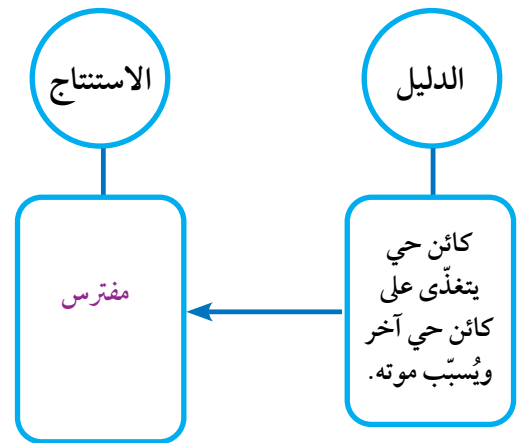 الدليل
الاستنتاج
كائن حي
يتغذّى على
كائن حي آخر
ويُسبّب موته.
مفترس